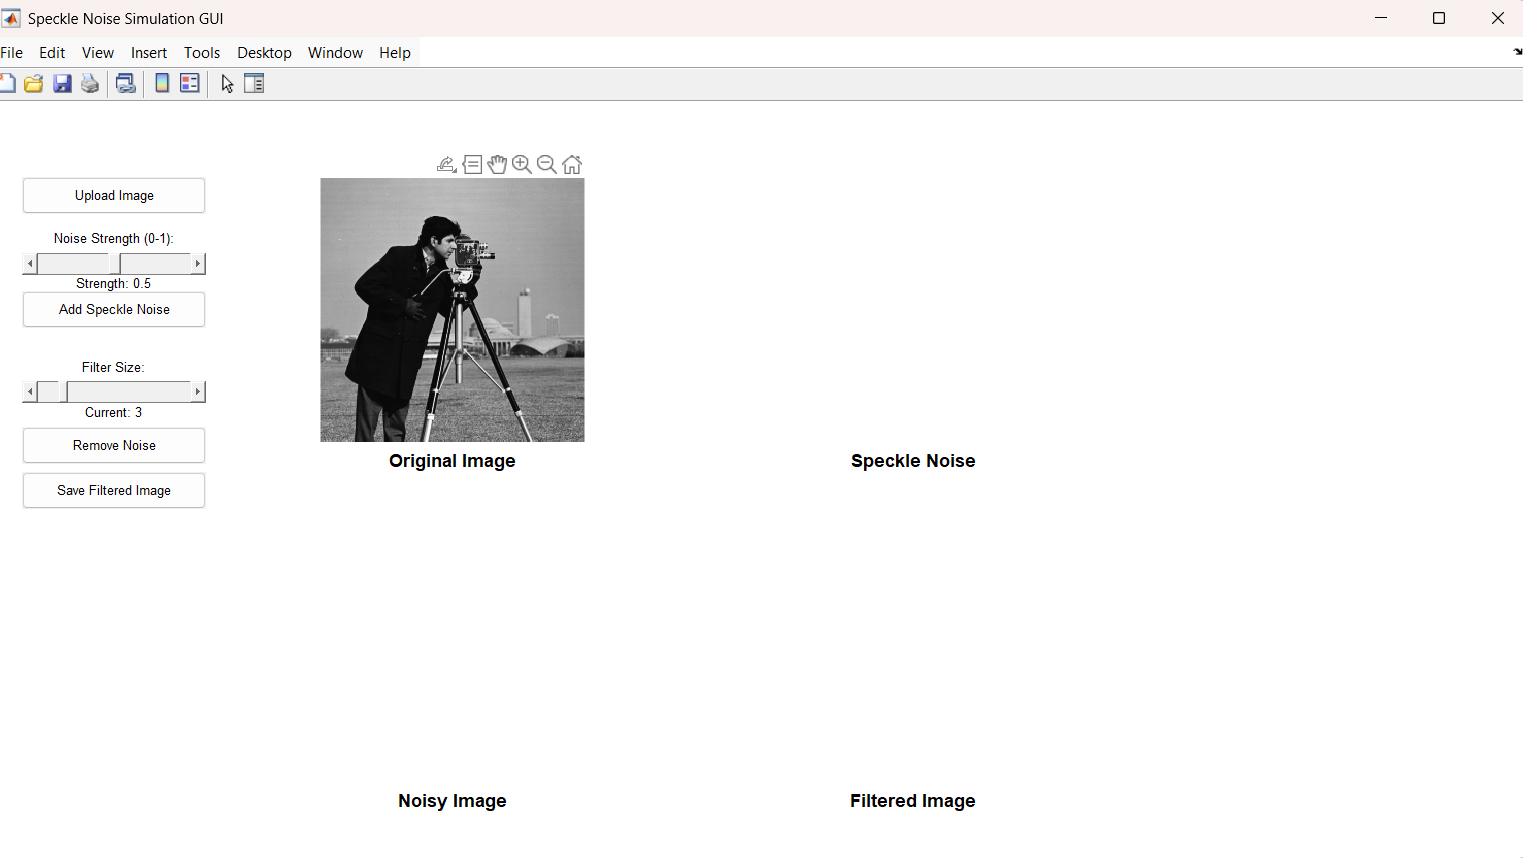 Speckle Noise Simulation GUI
File Edit View Insert Tools Desktop Window Help
Upload Image
Noise Strength (0-1):
Strength: 0.5
Add Speckle Noise
Filter Size:
Current: 3
Remove Noise
Save Filtered Image
Original Image
Speckle Noise
Noisy Image
Filtered Image